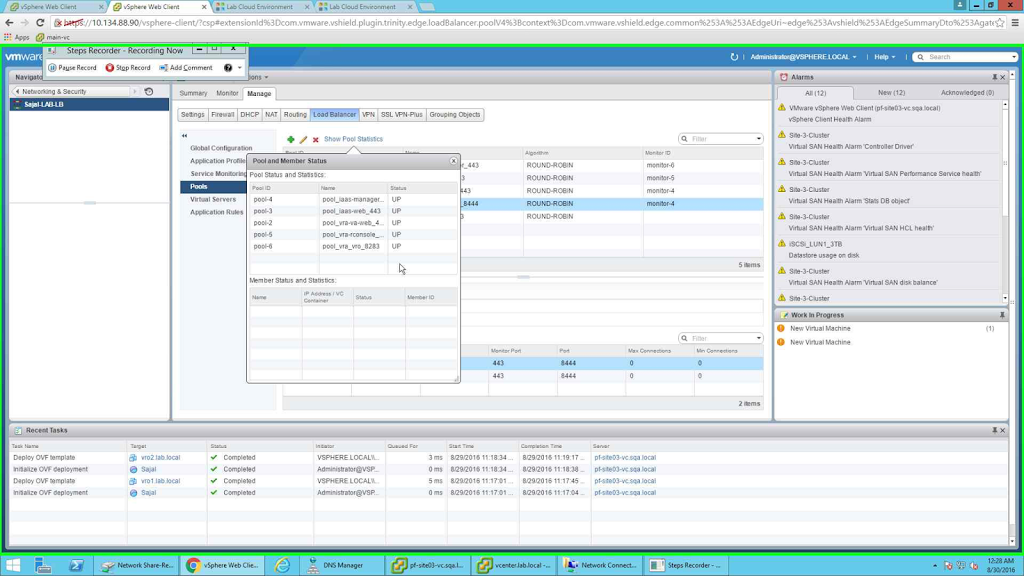 vSphere Web Client
vSphere Web Client
Lab Cloud Environment
Lab Cloud Environment
https://10.134.88.90/vsphere-client/?csp#extensionId%3Dcom.vmware.vshield.plugin.trinity.edge.loadBalancer.poolV4%3Bcontext%3Dcom.vmware.vshield.edge.common%253A%253AEdgeUri~edge%253Avshield%253AEdgeSummaryDto%253Agate
Apps
main-vc
Steps Recorder - Recording Now
Pause Record
Stop Record
Add Comment
vmware
Administrator@VSPHERE.LOCAL
Help
Search
Navigator
Networking & Security
Sajal-LAB-LB
Summary
Monitor
Manage
Settings
Firewall
DHCP
NAT
Routing
Load Balancer
VPN
SSL VPN-Plus
Grouping Objects
Global Configuration
Application Profiles
Service Monitoring
Pools
Virtual Servers
Application Rules
Show Pool Statistics
Filter
Algorithm
Monitor ID
r_443
ROUND-ROBIN
monitor-6
ROUND-ROBIN
monitor-5
443
ROUND-ROBIN
monitor-4
_8444
ROUND-ROBIN
monitor-4
3
ROUND-ROBIN
5 items
Pool and Member Status
Pool Status and Statistics:
Pool ID
Name
Status
pool-4
pool_iaas-manager...
UP
pool-3
pool_iaas-web_443
UP
pool-2
pool_vra-va-web_4...
UP
pool-5
pool_vra-rconsole_...
UP
pool-6
pool_vra_vro_8283
UP
Member Status and Statistics:
Name
IP Address / VC Container
Status
Member ID
Filter
Monitor Port
Port
Max Connections
Min Connections
443
8444
0
0
443
8444
0
0
2 items
Alarms
All (12)
New (12)
Acknowledged (0)
VMware vSphere Web Client (pf-site03-vc.sqa.local)
vSphere Client Health Alarm
Site-3-Cluster
Virtual SAN Health Alarm 'Controller Driver'
Site-3-Cluster
Virtual SAN Health Alarm 'Virtual SAN Performance Service health'
Site-3-Cluster
Virtual SAN Health Alarm 'Stats DB object'
Site-3-Cluster
Virtual SAN Health Alarm 'Virtual SAN HCL health'
iSCSI_LUN1_3TB
Datastore usage on disk
Site-3-Cluster
Virtual SAN Health Alarm 'Virtual SAN disk balance'
Site-3-Cluster
Work In Progress
New Virtual Machine
(1)
New Virtual Machine
Recent Tasks
Task Name
Target
Status
Initiator
Queued For
Start Time
Completion Time
Server
Deploy OVF template
vro2.lab.local
Completed
VSPHERE.LOCAL\\...
3 ms
8/29/2016 11:18:34 ...
8/29/2016 11:19:17 ...
pf-site03-vc.sqa.local
Initialize OVF deployment
Sajal
Completed
Administrator@VSP...
0 ms
8/29/2016 11:18:34 ...
8/29/2016 11:18:38 ...
pf-site03-vc.sqa.local
Deploy OVF template
vro1.lab.local
Completed
VSPHERE.LOCAL\\...
5 ms
8/29/2016 11:17:01 ...
8/29/2016 11:17:45 ...
pf-site03-vc.sqa.local
Initialize OVF deployment
Sajal
Completed
Administrator@VSP...
0 ms
8/29/2016 11:17:01 ...
8/29/2016 11:17:04 ...
pf-site03-vc.sqa.local
Network Share-Re...
vSphere Web Clie...
DNS Manager
pf-site03-vc.sqa.l...
vcenter.lab.local -...
Network Connect...
Steps Recorder - ...
12:28 AM
8/30/2016